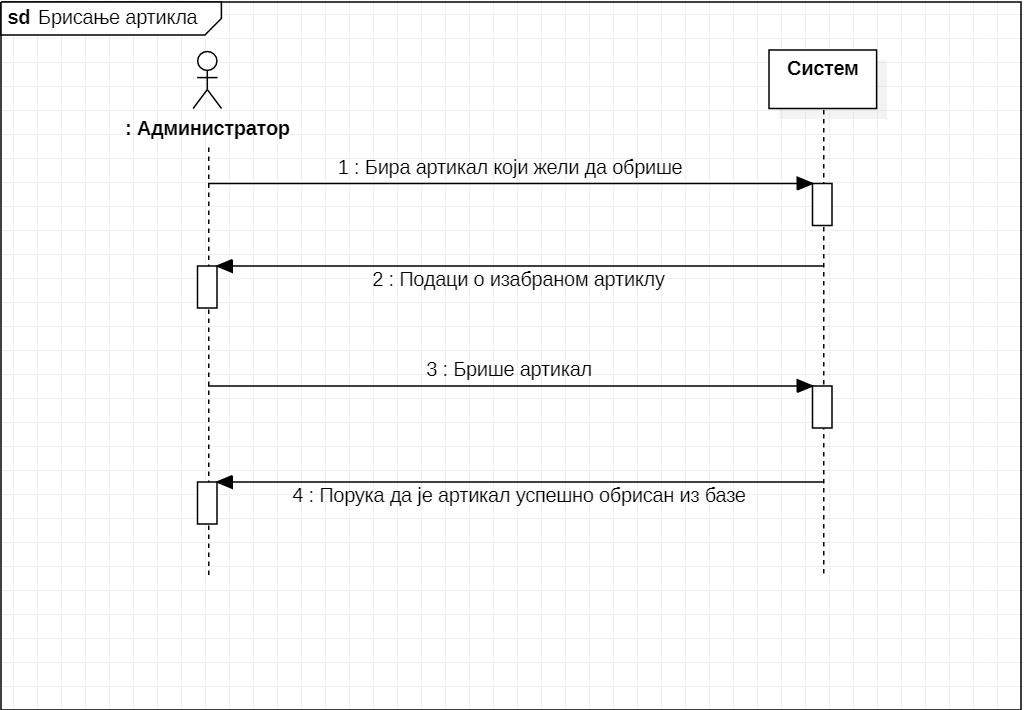 sd Брисање артикла
Систем
: Администратор
1 : Бира артикал који жели да обрише
2 : Подаци о изабраном артиклу
3 : Брише артикал
4 : Порука да је артикал успешно обрисан из базе